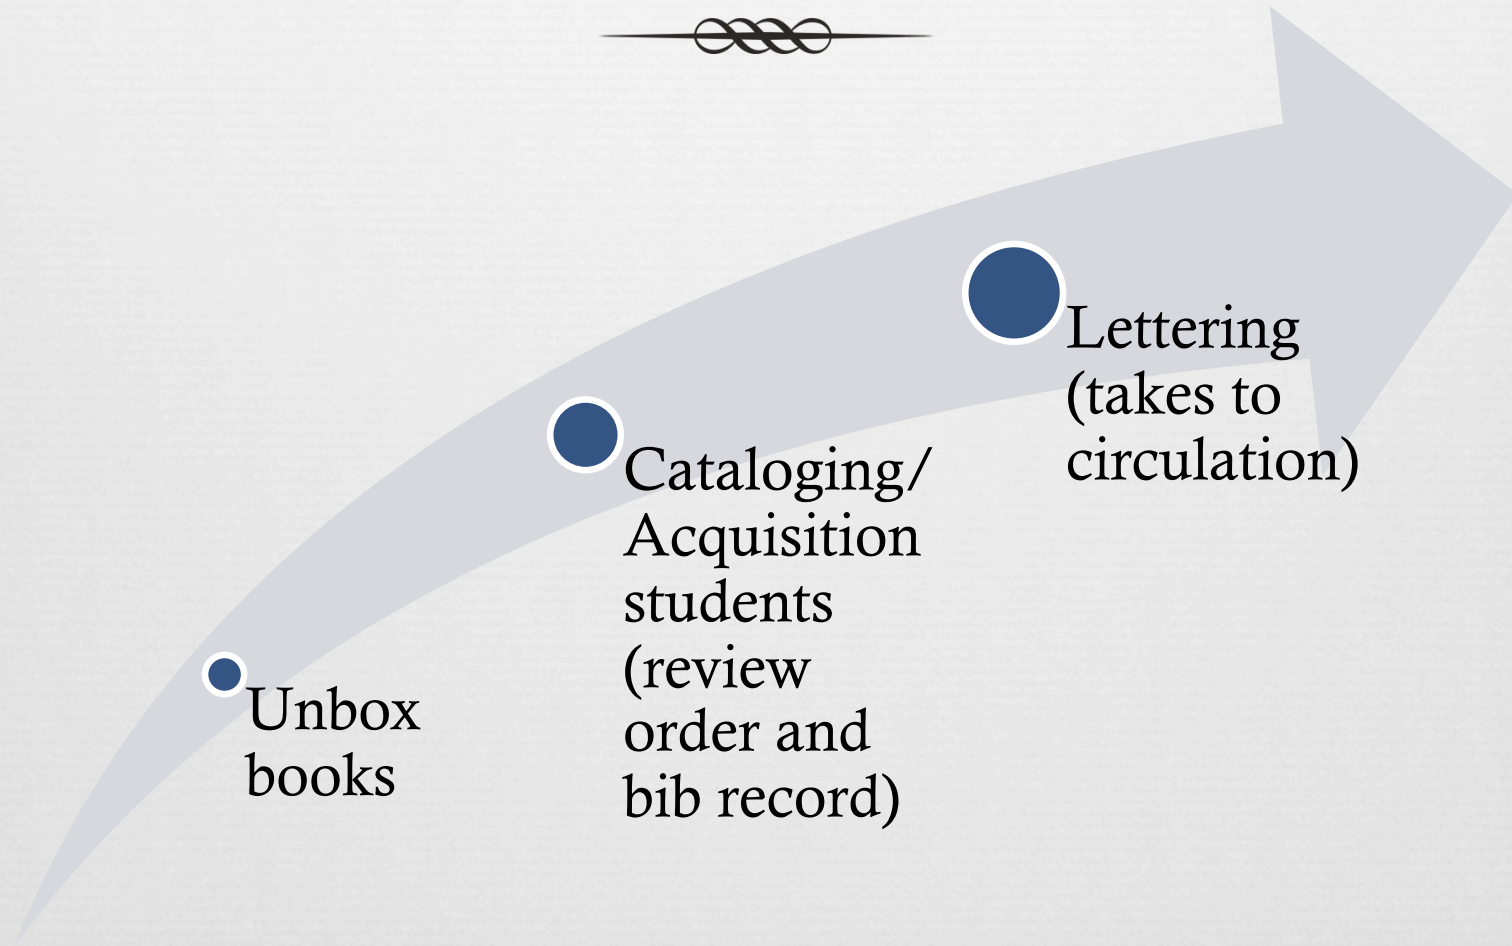 Unbox
books
Cataloging/
Acquisition
students
(review
order and
bib record)
Lettering
(takes to
circulation)